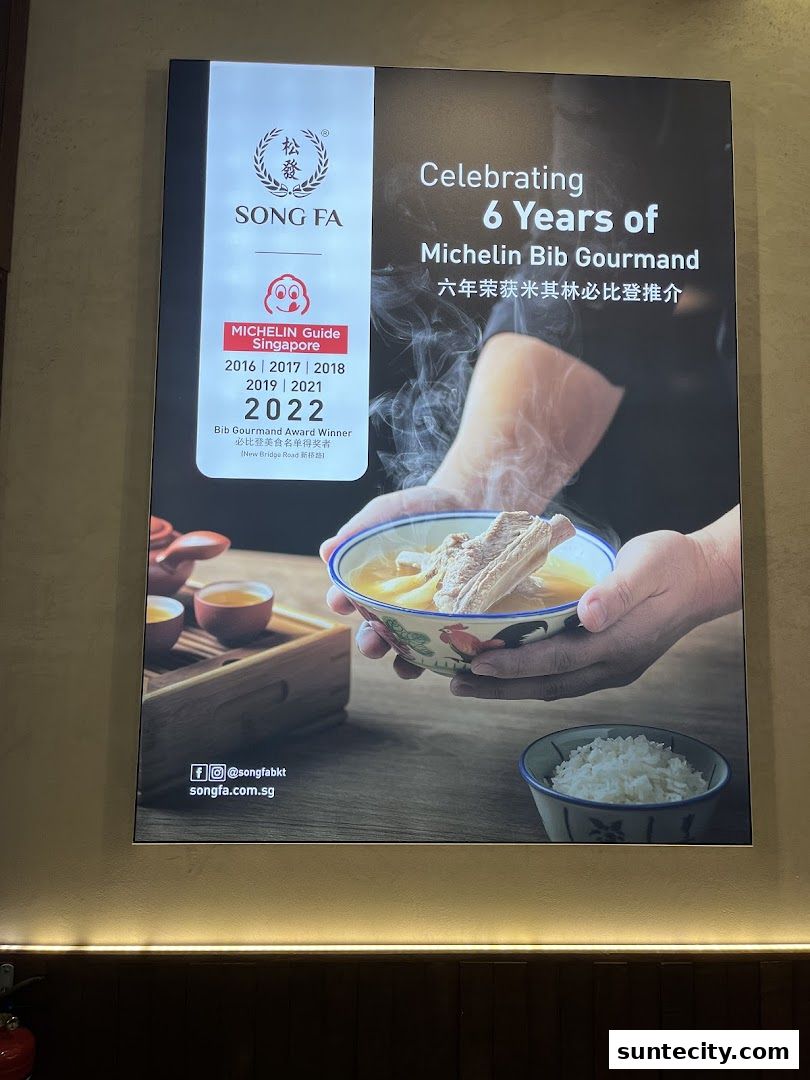 松
發
®
SONG FA
MICHELIN Guide
Singapore
2016 | 2017 | 2018
2019 | 2021
2022
Bib Gourmand Award Winner
必比登美食名单得奖者
(New Bridge Road 新桥路)
Celebrating
6 Years of
Michelin Bib Gourmand
六年荣获米其林必比登推介
@songfabkt
songfa.com.sg
suntecity.com